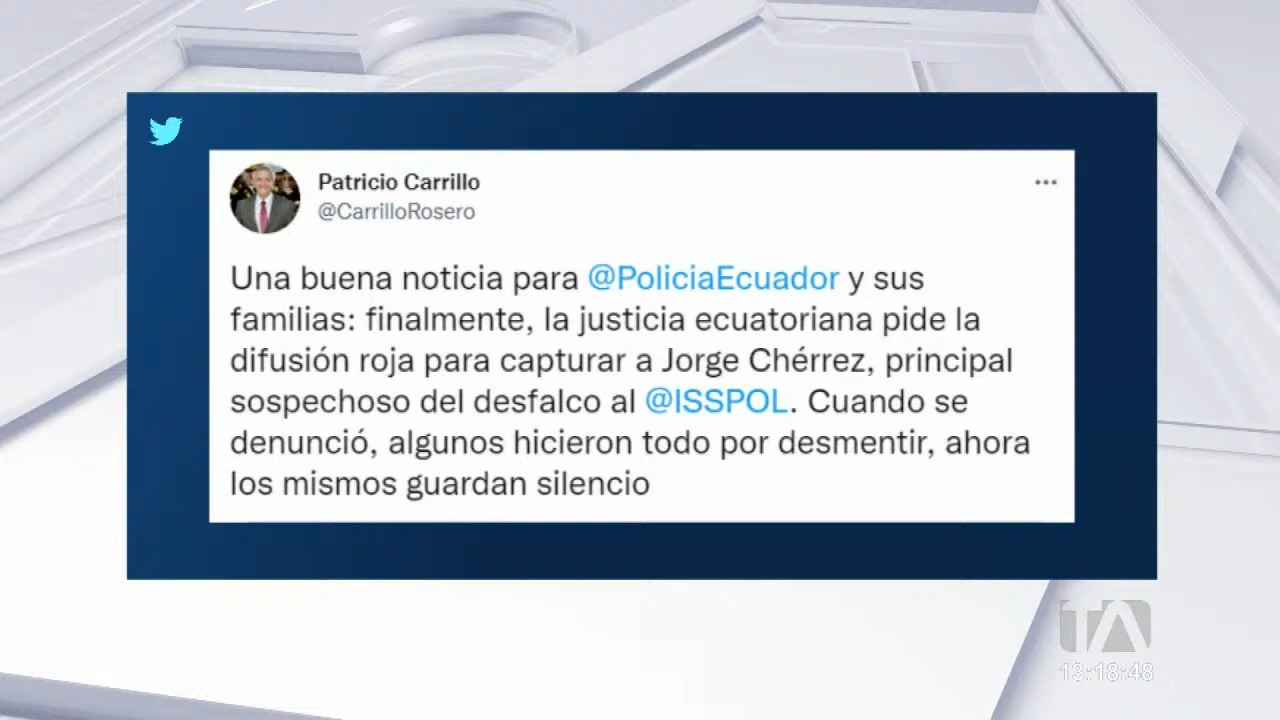 Patricio Carrillo
@CarrilloRosero
Una buena noticia para @PoliciaEcuador y sus
familias: finalmente, la justicia ecuatoriana pide la
difusión roja para capturar a Jorge Chérrez, principal
sospechoso del desfalco al @ISSPOL. Cuando se
denunció, algunos hicieron todo por desmentir, ahora
los mismos guardan silencio
TA
13:18:48